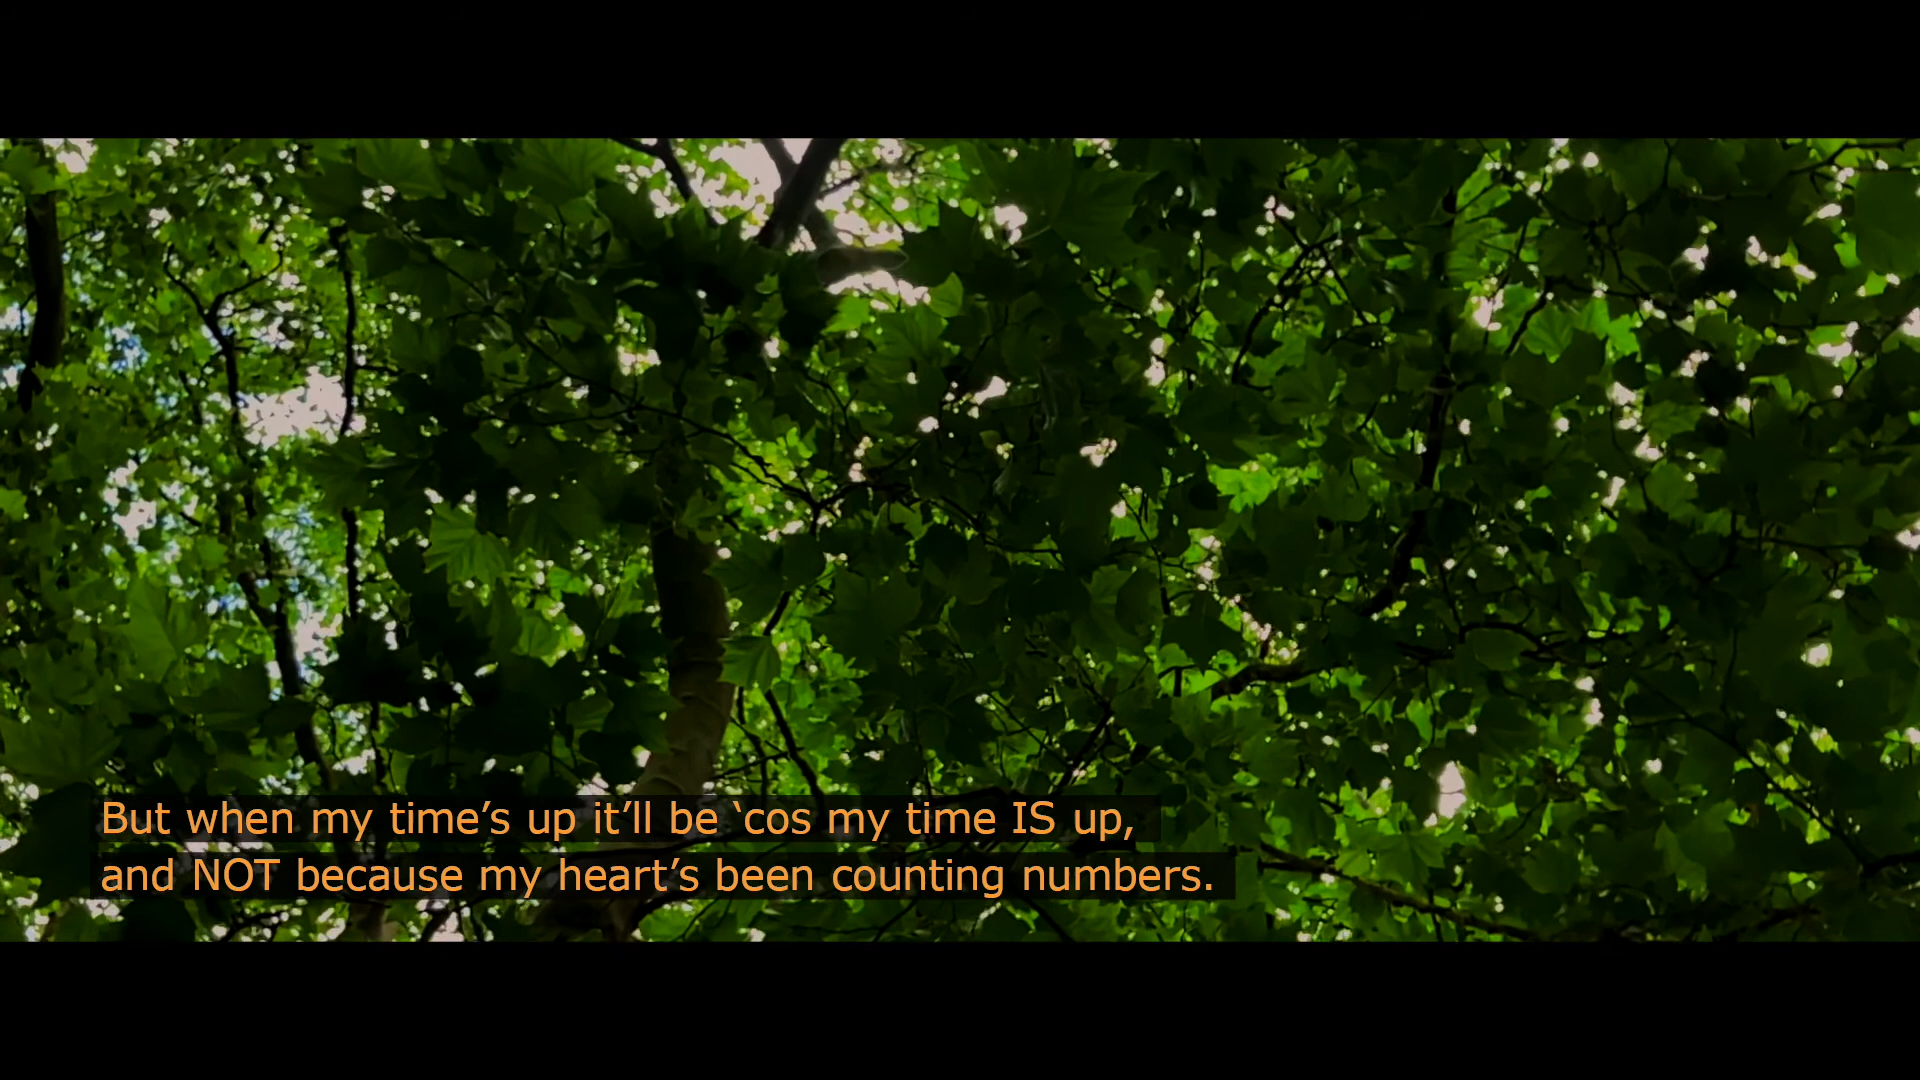 But when my time’s up it’ll be ‘cos my time IS up,
and NOT because my heart’s been counting numbers.